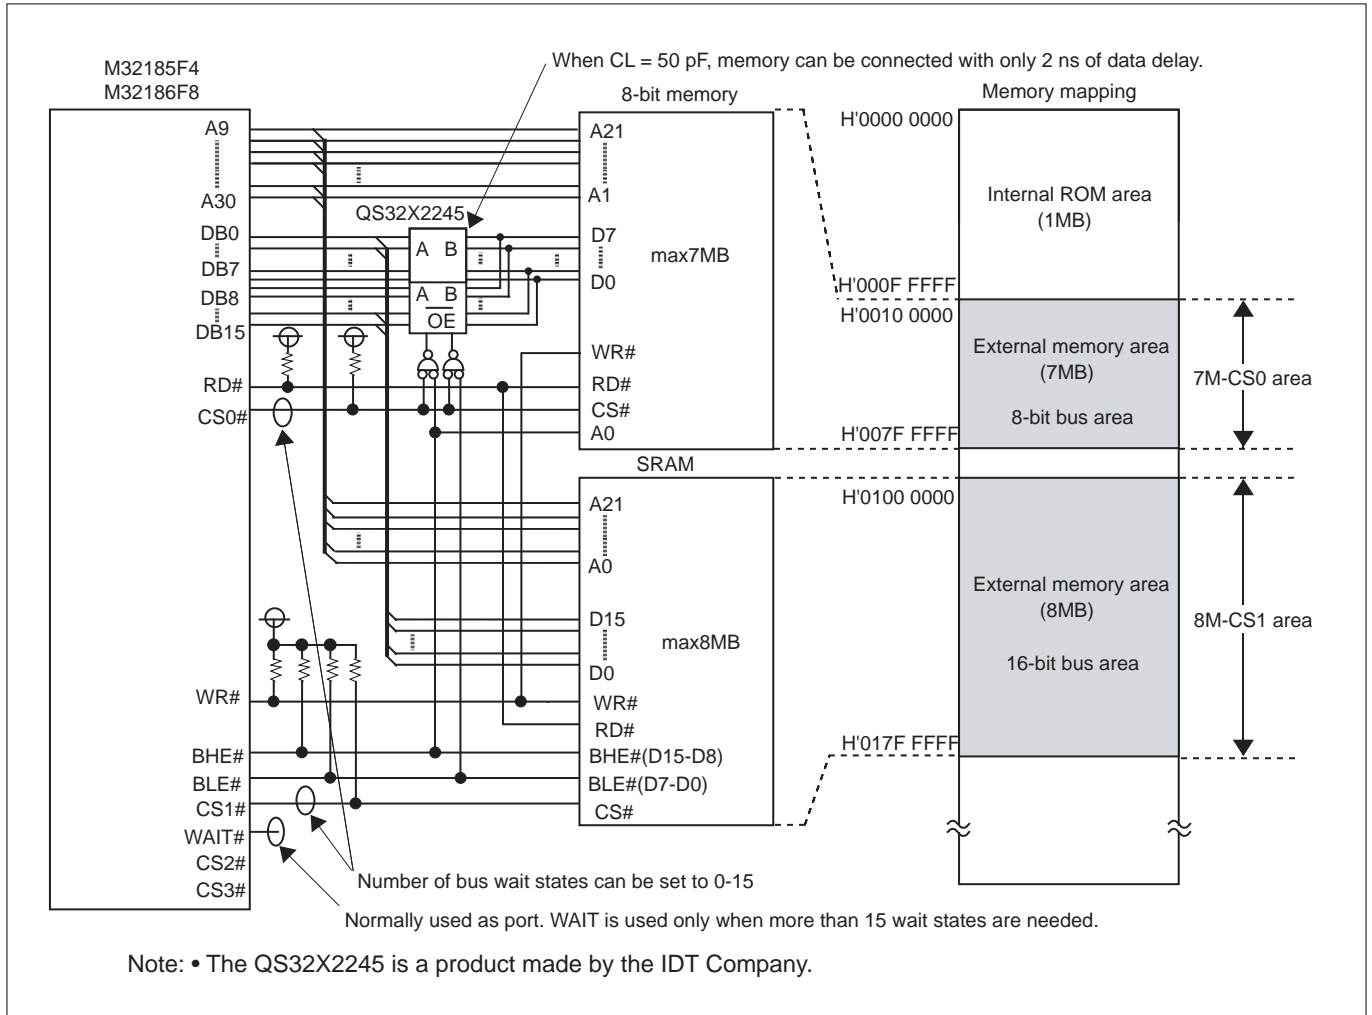 When CL = 50 pF, memory can be connected with only 2 ns of data delay.
M32185F4
M32186F8
8-bit memory
Memory mapping
A9
A30
DB0
DB7
DB8
DB15
RD#
CS0#
WR#
BHE#
BLE#
CS1#
WAIT#
CS2#
CS3#
QS32X2245
A B
A B
OE
A21
A1
D7
D0
max7MB
WR#
RD#
CS#
A0
SRAM
A21
A0
D15
D0
max8MB
WR#
RD#
BHE#(D15-D8)
BLE#(D7-D0)
CS#
H'0000 0000
Internal ROM area
(1MB)
H'000F FFFF
H'0010 0000
External memory area
(7MB)
8-bit bus area
7M-CS0 area
H'007F FFFF
H'0100 0000
External memory area
(8MB)
16-bit bus area
8M-CS1 area
H'017F FFFF
Number of bus wait states can be set to 0-15
Normally used as port. WAIT is used only when more than 15 wait states are needed.
Note: • The QS32X2245 is a product made by the IDT Company.